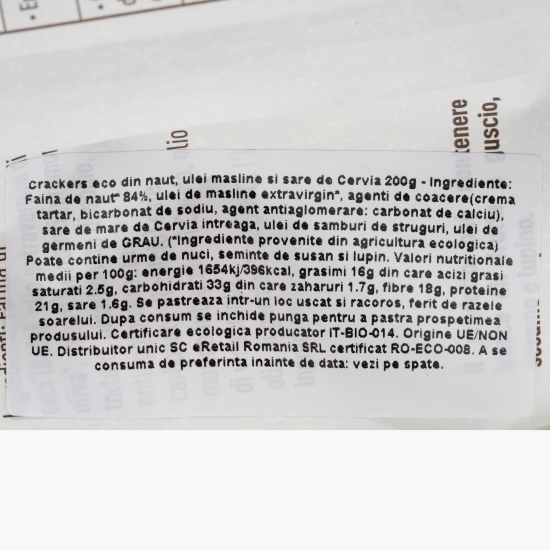 tenere
uscio,
lio
Crackers eco din naut, ulei masline si sare de Cervia 200g - Ingrediente:
Faina de naut* 84%, ulei de masline extravirgin*, agenti de coacere(crema
tartar, bicarbonat de sodiu, agent antiaglomerare: carbonat de calciu),
sare de mare de Cervia intreaga, ulei de samburi de struguri, ulei de
germeni de GRAU. (*Ingrediente provenite din agricultura ecologica)
Poate contine urme de nuci, seminte de susan si lupin. Valori nutritionale
medii per 100g: energie 1654kj/396kcal, grasimi 16g din care acizi grasi
saturati 2.5g, carbohidrati 33g din care zaharuri 1.7g, fibre 18g, proteine
21g, sare 1.6g. Se pastreaza intr-un loc uscat si racoros, ferit de razele
soarelui. Dupa consum se inchide punga pentru a pastra prospetimea
produsului. Certificare ecologica producator IT-BIO-014. Origine UE/NON
UE. Distribuitor unic SC eRetail Romania SRL certificat RO-ECO-008. A se
consuma de preferinta inainte de data: vezi pe spate.